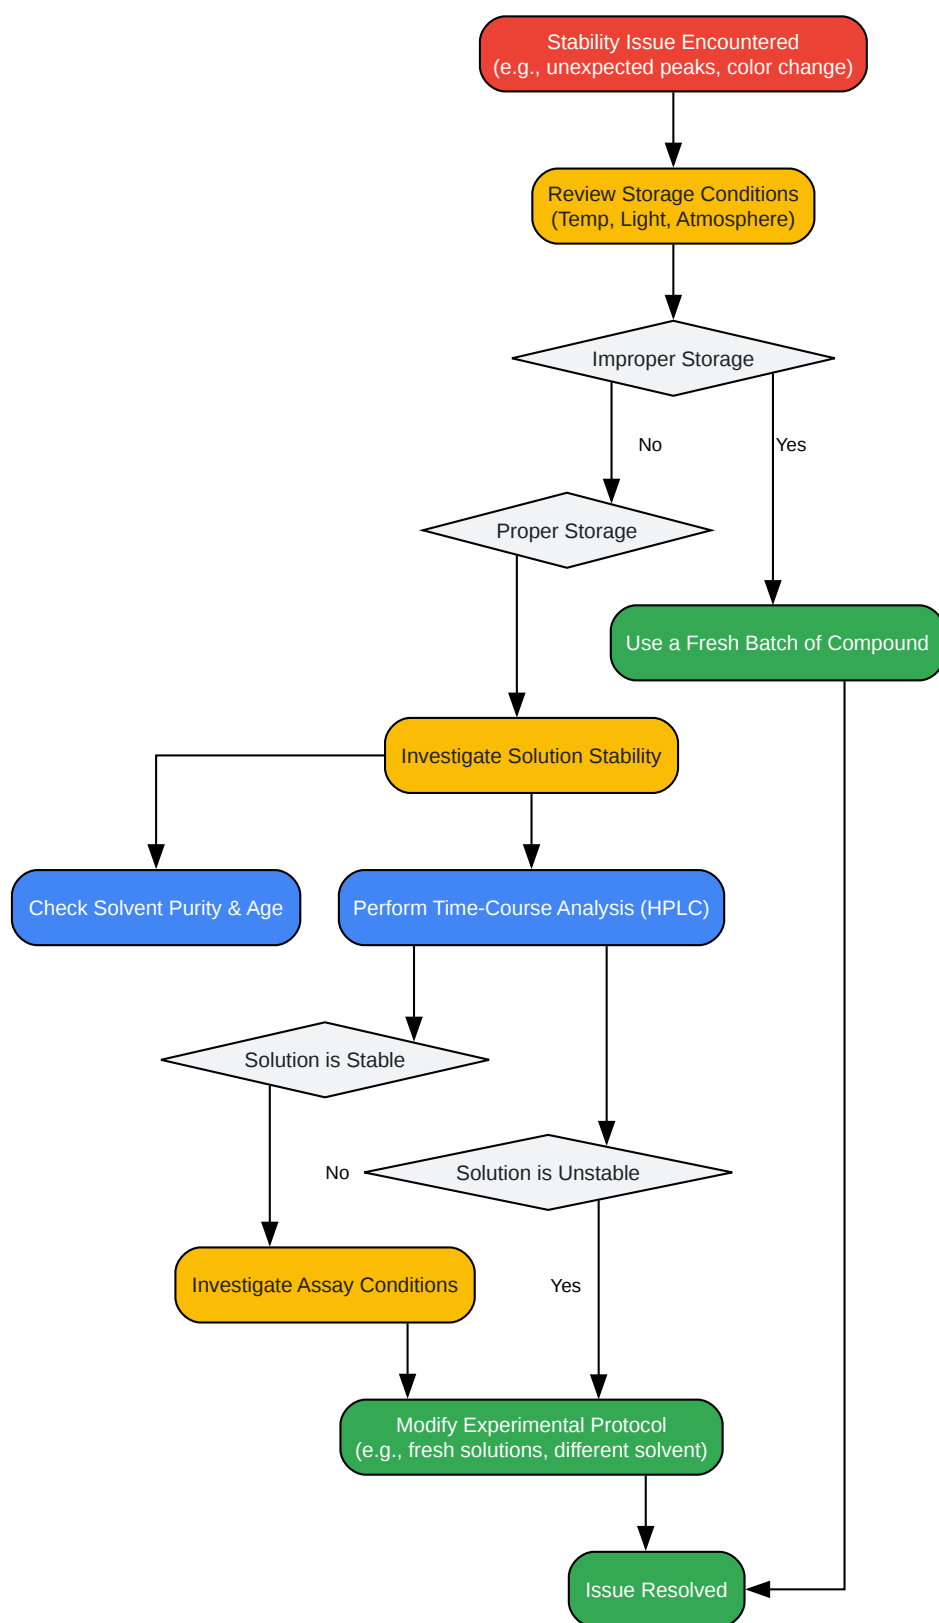 Stability Issue Encountered
(e.g., unexpected peaks, color change)
Review Storage Conditions
(Temp, Light, Atmosphere)
Improper Storage
No
Yes
Proper Storage
Use a Fresh Batch of Compound
Investigate Solution Stability
Check Solvent Purity & Age
Perform Time-Course Analysis (HPLC)
Solution is Stable
No
Solution is Unstable
Investigate Assay Conditions
Yes
Modify Experimental Protocol
(e.g., fresh solutions, different solvent)
Issue Resolved